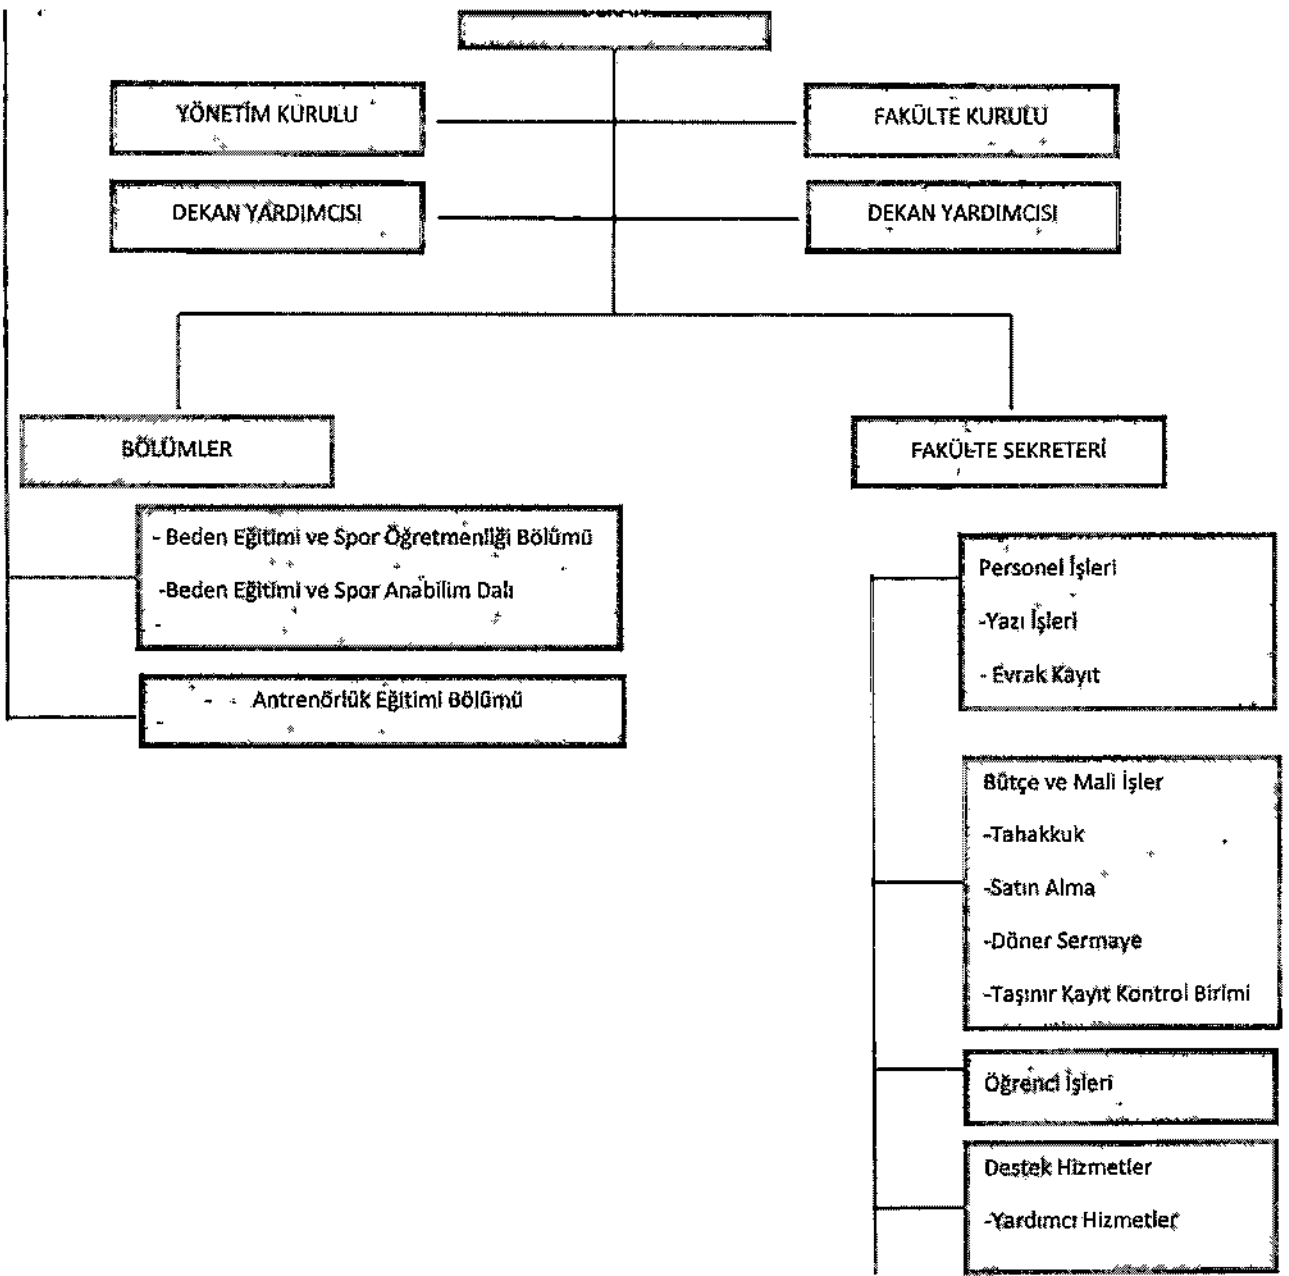 YÖNETİM KURULU
FAKÜLTE KURULU
DEKAN YARDIMCISI
DEKAN YARDIMCISI
BÖLÜMLER
FAKÜLTE SEKRETERİ
- Beden Eğitimi ve Spor Öğretmenliği Bölümü
-Beden Eğitimi ve Spor Anabilim Dalı
-
- Antrenörlük Eğitimi Bölümü
-
Personel İşleri
-Yazı İşleri
- Evrak Kayıt
Bütçe ve Mali İşler
-Tahakkuk
-Satın Alma
-Döner Sermaye
-Taşınır Kayıt Kontrol Birimi
Öğrenci İşleri
Destek Hizmetler
-Yardımcı Hizmetler